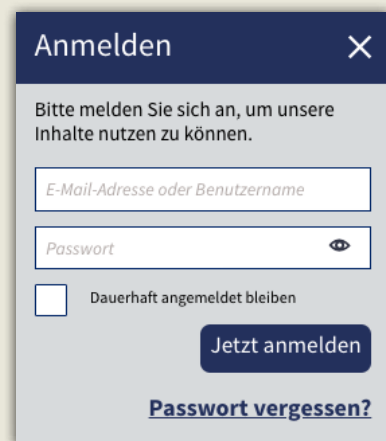 Anmelden
Bitte melden Sie sich an, um unsere
Inhalte nutzen zu können.
E-Mail-Adresse oder Benutzername
Passwort
Dauerhaft angemeldet bleiben
Jetzt anmelden
Passwort vergessen?